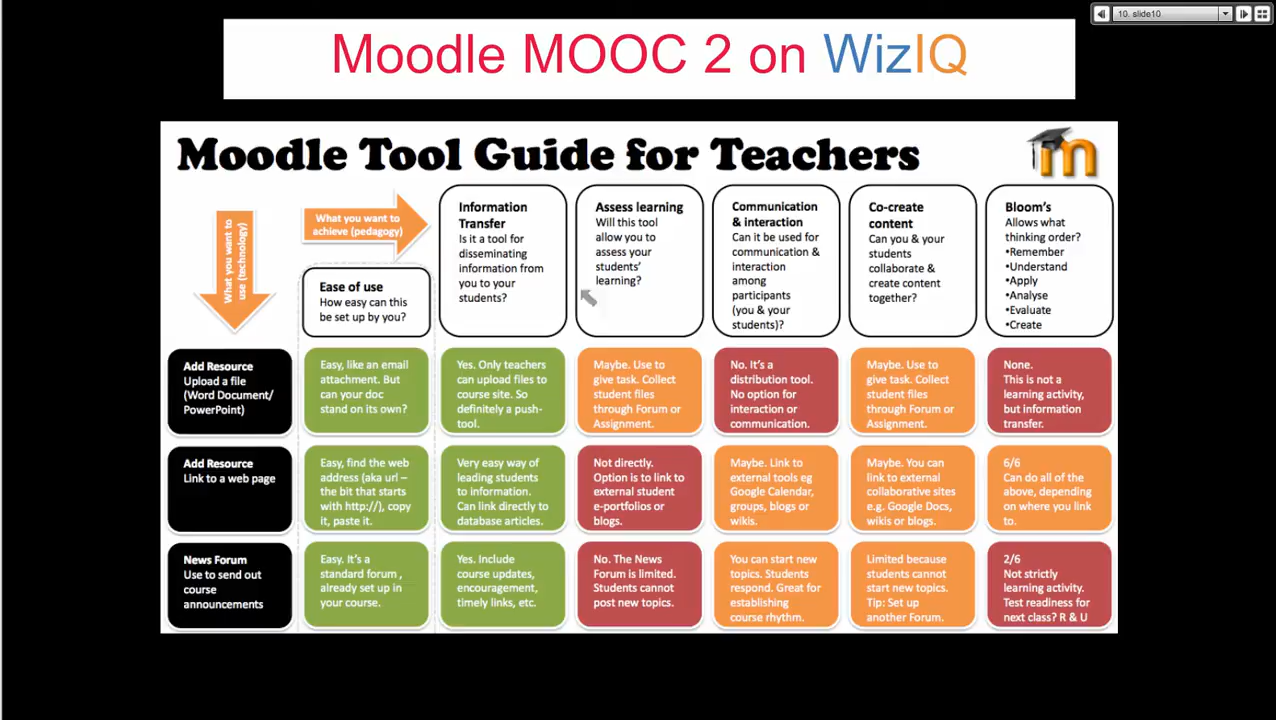 10. slide10
Moodle MOOC 2 on WizIQ
Moodle Tool Guide for Teachers
What you want to
use (technology)
What you want to
achieve (pedagogy)
Ease of use
How easy can this
be set up by you?
Information
Transfer
Is it a tool for
disseminating
information from
you to your
students?
Assess learning
Will this tool
allow you to
assess your
students'
learning?
Communication
& interaction
Can it be used for
communication &
interaction
among
participants
(you & your
students)?
Co-create
content
Can you & your
students
collaborate &
create content
together?
Bloom's
Allows what
thinking order?
•Remember
•Understand
•Apply
•Analyse
•Evaluate
•Create
Add Resource
Upload a file
(Word Document/
PowerPoint)
Easy, like an email
attachment. But
can your doc
stand on its own?
Yes. Only teachers
can upload files to
course site. So
definitely a push-
tool.
Maybe. Use to
give task. Collect
student files
through Forum or
Assignment.
No. It's a
distribution tool.
No option for
interaction or
communication.
Maybe. Use to
give task. Collect
student files
through Forum or
Assignment.
None.
This is not a
learning activity,
but information
transfer.
Add Resource
Link to a web page
Easy, find the web
address (aka url –
the bit that starts
with http://), copy
it, paste it.
Very easy way of
leading students
to information.
Can link directly to
database articles.
Not directly.
Option is to link to
external student
e-portfolios or
blogs.
Maybe. Link to
external tools eg
Google Calendar,
groups, blogs or
wikis.
Maybe. You can
link to external
collaborative sites
e.g. Google Docs,
wikis or blogs.
6/6
Can do all of the
above, depending
on where you link
to.
News Forum
Use to send out
course
announcements
Easy. It's a
standard forum ,
already set up in
your course.
Yes. Include
course updates,
encouragement,
timely links, etc.
No. The News
Forum is limited.
Students cannot
post new topics.
You can start new
topics. Students
respond. Great for
establishing
course rhythm.
Limited because
students cannot
start new topics.
Tip: Set up
another Forum.
2/6
Not strictly
learning activity.
Test readiness for
next class? R & U